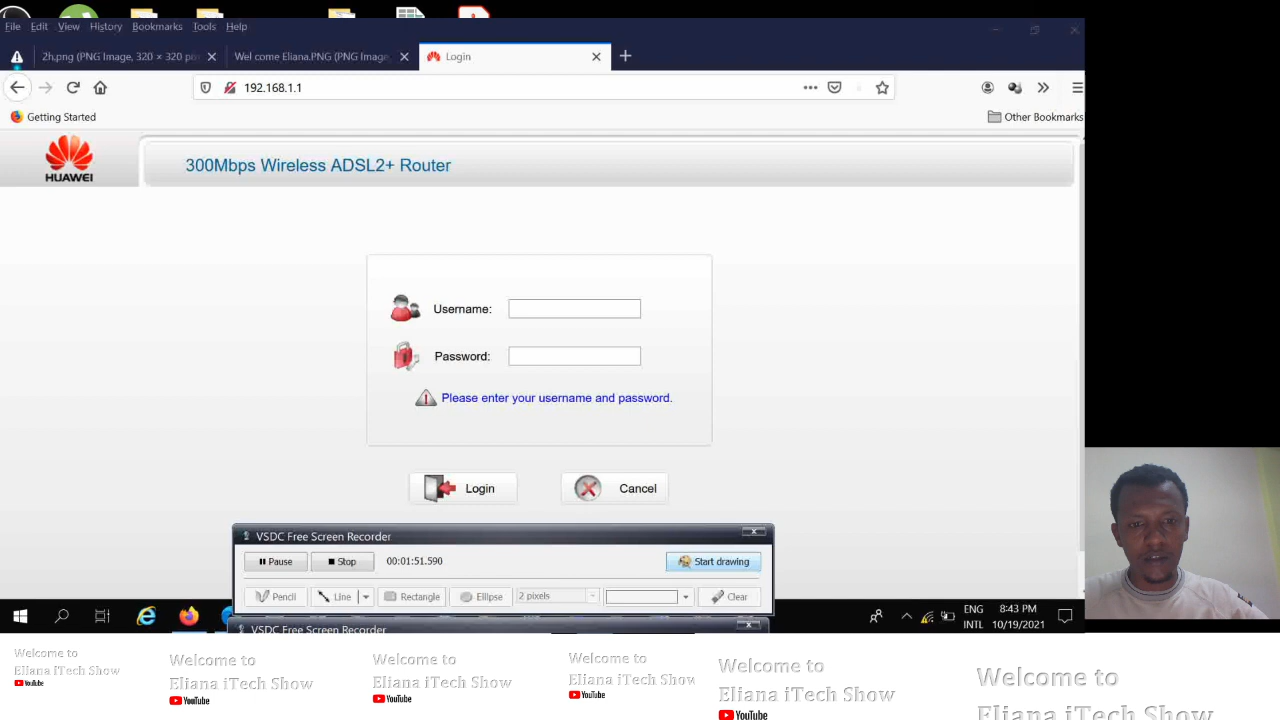 File Edit View History Bookmarks Tools Help
2h.png (PNG Image, 320 × 320 pix
Wel come Eliana.PNG (PNG Image,
Login
192.168.1.1
Getting Started
Other Bookmarks
HUAWEI
300Mbps Wireless ADSL2+ Router
Username:
Password:
Please enter your username and password.
Login
Cancel
VSDC Free Screen Recorder
Pause
Stop
00:01:51.590
Start drawing
Pencil
Line
Rectangle
Ellipse
2 pixels
Clear
ENG
INTL
8:43 PM
10/19/2021
VSDC Free Screen Recorder
Welcome to
Eliana iTech Show
YouTube
Welcome to
Eliana iTech Show
YouTube
Welcome to
Eliana iTech Show
YouTube
Welcome to
Eliana iTech Show
YouTube
Welcome to
Eliana iTech Show
YouTube
Welcome to
Eliana iTech Show